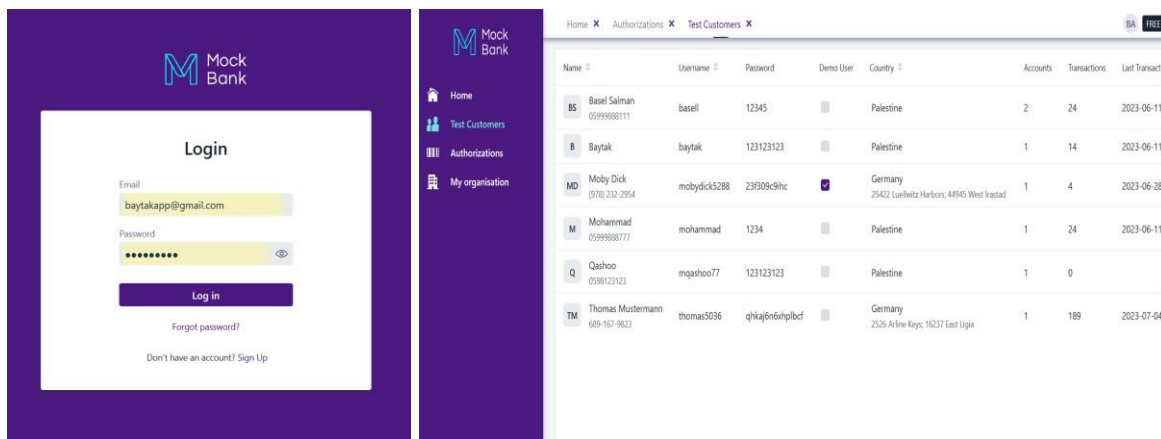 Mock
Bank
Login
Email
baytakapp@gmail.com
Password
•••••••••
Log in
Forgot password?
Don't have an account? Sign Up
Mock
Bank
Home
Test Customers
Authorizations
My organisation
Home X Authorizations X Test Customers X BA FREE
Name Username Password Demo User Country Accounts Transactions Last Transact
BS Basel Salman basell 12345 Palestine 2 24 2023-06-11
05999888111
B Baytak baytak 123123123 Palestine 1 14 2023-06-11
MD Moby Dick mobydick5288 23f309c9ihc Germany 1 4 2023-06-28
(978) 232-2954 25422 Lueilwitz Harbors; 44945 West Irastad
M Mohammad mohammad 1234 Palestine 1 24 2023-06-11
05999888777
Q Qashoo mqashoo77 123123123 Palestine 1 0
0598123123
TM Thomas Mustermann thomas5036 qhkaj6n6xhplbcf Germany 1 189 2023-07-04
689-167-9823 2526 Arline Keys; 16237 East Ligia